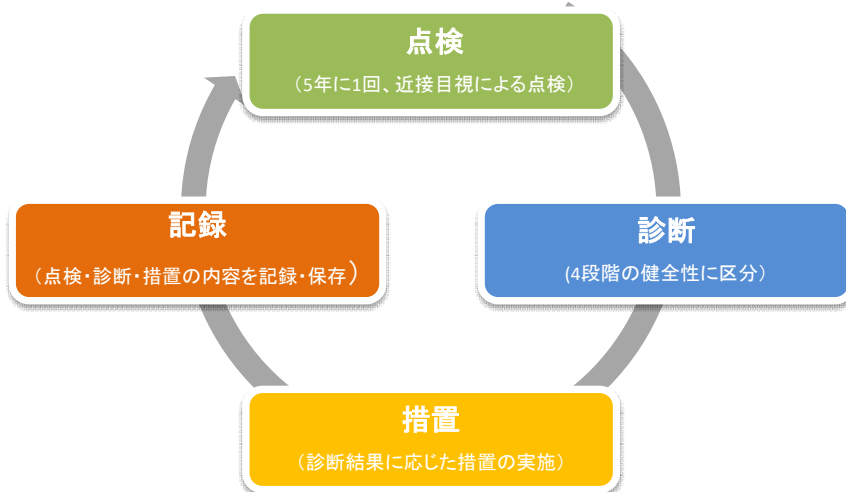 点検
（5年に1回、近接目視による点検）
診断
(4段階の健全性に区分）
措置
（診断結果に応じた措置の実施）
記録
（点検・診断・措置の内容を記録・保存）